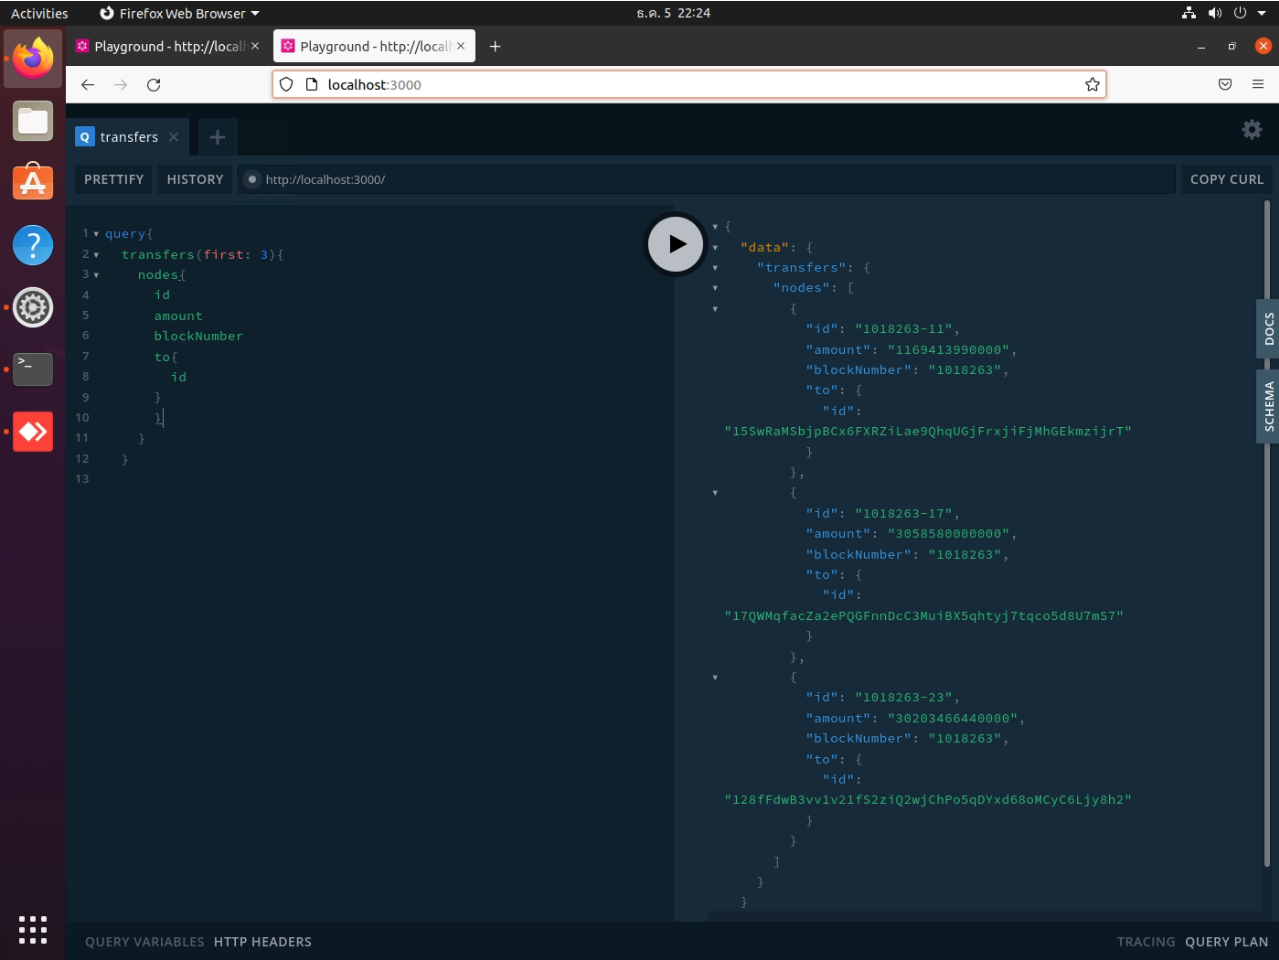 Activities
Firefox Web Browser
ธ.ค. 5 22:24
Playground - http://local
Playground - http://local
localhost:3000
Q transfers
PRETTIFY
HISTORY
http://localhost:3000/
COPY CURL
1 query{
2 transfers(first: 3){
3 nodes{
4 id
5 amount
6 blockNumber
7 to{
8 id
9 }
10 }
11 }
12 }
13
{
"data": {
"transfers": {
"nodes": [
{
"id": "1018263-11",
"amount": "1169413990000",
"blockNumber": "1018263",
"to": {
"id":
"15SwRaMSbjpBCx6FXRZiLae9QhqUGjFrxjiFjMhGEkmzijrT"
}
},
{
"id": "1018263-17",
"amount": "3058580000000",
"blockNumber": "1018263",
"to": {
"id":
"17QWMqfacZa2ePQGFnnDcC3MuiBX5qhtyj7tqco5d8U7mS7"
}
},
{
"id": "1018263-23",
"amount": "30203466440000",
"blockNumber": "1018263",
"to": {
"id":
"128fFdwB3vv1v21fS2ziQ2wjChPo5qDYxd68oMCyC6Ljy8h2"
}
}
]
}
}
DOCS
SCHEMA
QUERY VARIABLES
HTTP HEADERS
TRACING
QUERY PLAN